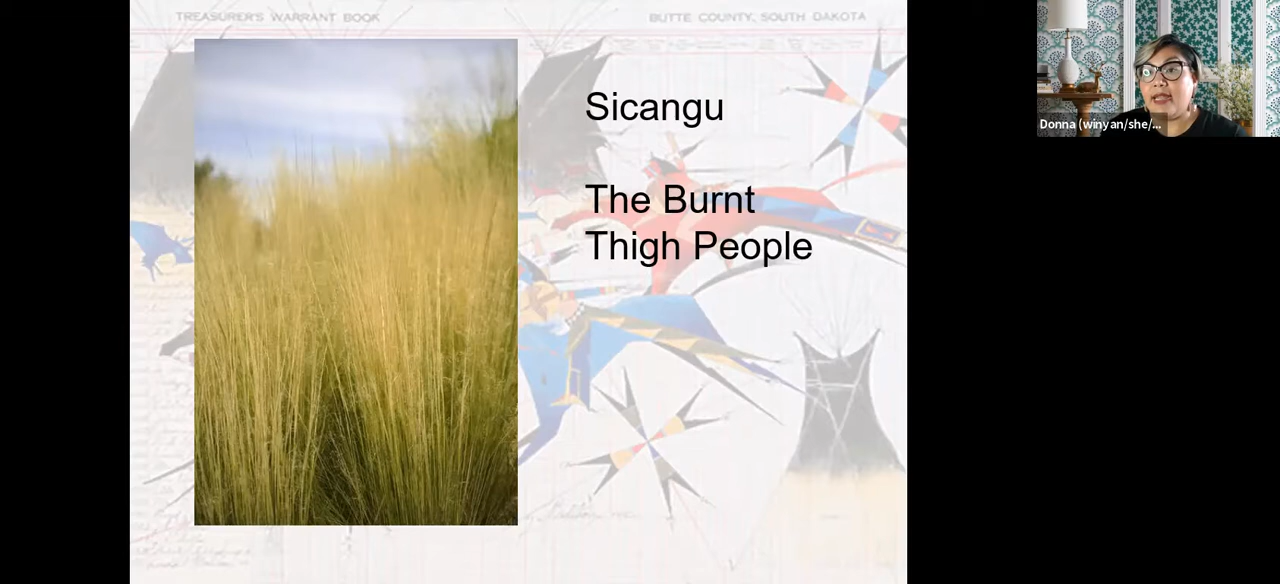 TREASURER'S WARRANT BOOK
BUTTE COUNTY, SOUTH DAKOTA
Sicangu
The Burnt
Thigh People
Donna (winyan/she/...